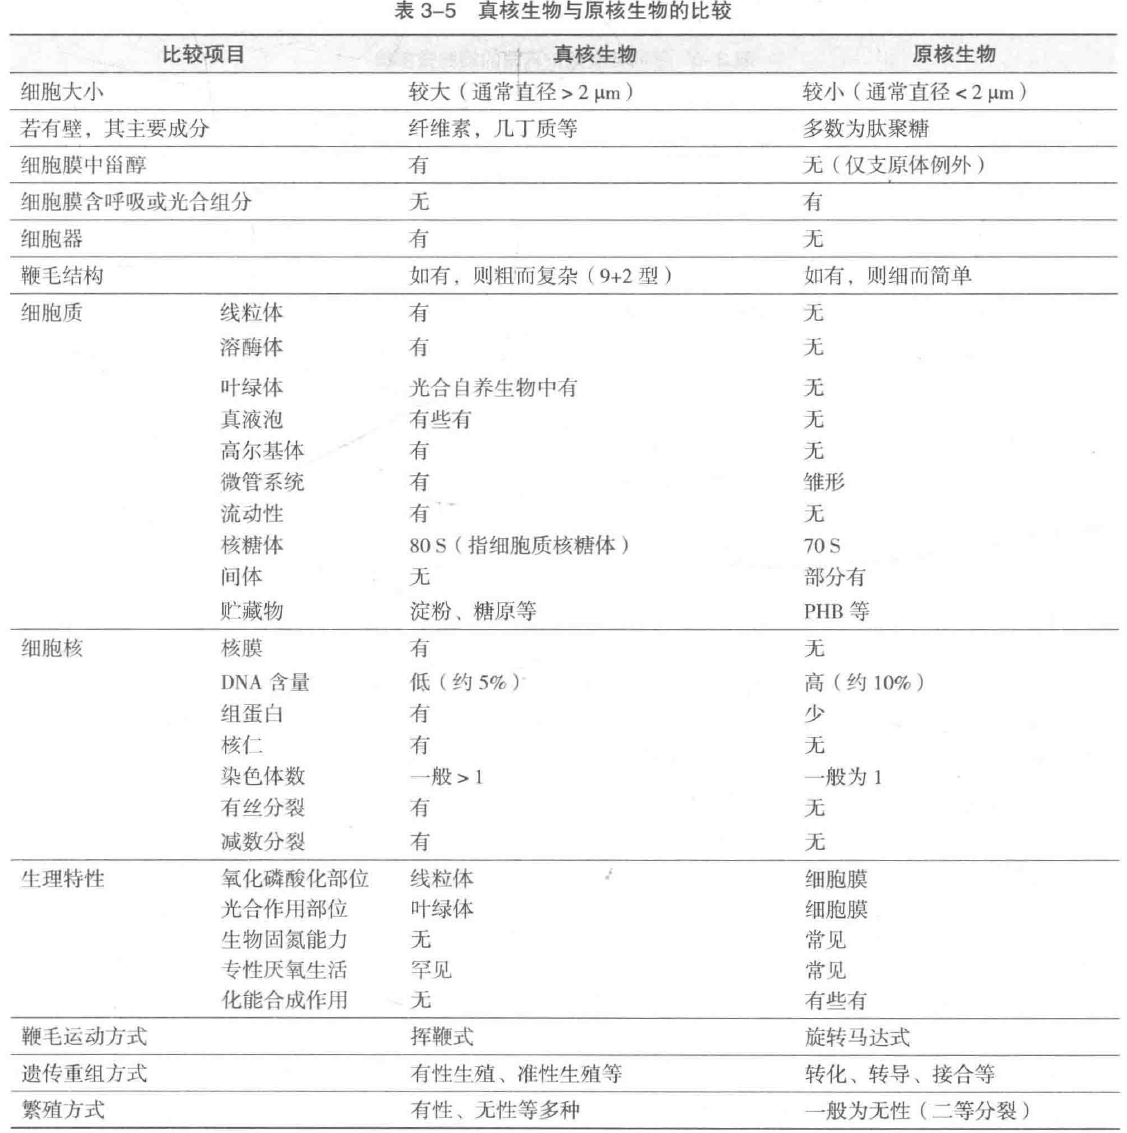 表 3–5 真核生物与原核生物的比较
比较项目 真核生物 原核生物
细胞大小 较大（通常直径 > 2 μm） 较小（通常直径 < 2 μm）
若有壁，其主要成分 纤维素，几丁质等 多数为肽聚糖
细胞膜中甾醇 有 无（仅支原体例外）
细胞膜含呼吸或光合组分 无 有
细胞器 有 无
鞭毛结构 如有，则粗而复杂（9+2 型） 如有，则细而简单
细胞质 线粒体 有 无
溶酶体 有 无
叶绿体 光合自养生物中有 无
真液泡 有些有 无
高尔基体 有 无
微管系统 有 雏形
流动性 有 无
核糖体 80 S（指细胞质核糖体） 70 S
间体 无 部分有
贮藏物 淀粉、糖原等 PHB 等
细胞核 核膜 有 无
DNA 含量 低（约 5%） 高（约 10%）
组蛋白 有 少
核仁 有 无
染色体数 一般 > 1 一般为 1
有丝分裂 有 无
减数分裂 有 无
生理特性 氧化磷酸化部位 线粒体 细胞膜
光合作用部位 叶绿体 细胞膜
生物固氮能力 无 常见
专性厌氧生活 罕见 常见
化能合成作用 无 有些有
鞭毛运动方式 挥鞭式 旋转马达式
遗传重组方式 有性生殖、准性生殖等 转化、转导、接合等
繁殖方式 有性、无性等多种 一般为无性（二等分裂）